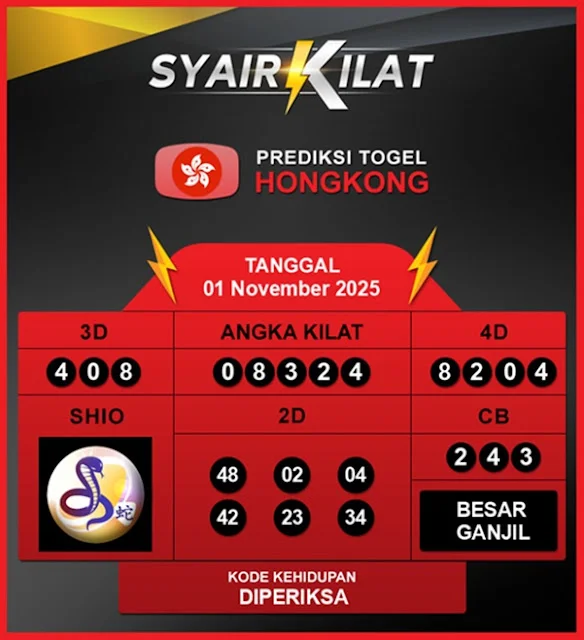 SYAIR KILAT
PREDIKSI TOGEL
HONGKONG
TANGGAL
01 November 2025
3D
ANGKA KILAT
4D
4 0 8
0 8 3 2 4
8 2 0 4
SHIO
2D
CB
蛇
48 02 04
42 23 34
2 4 3
BESAR
GANJIL
KODE KEHIDUPAN
DIPERIKSA